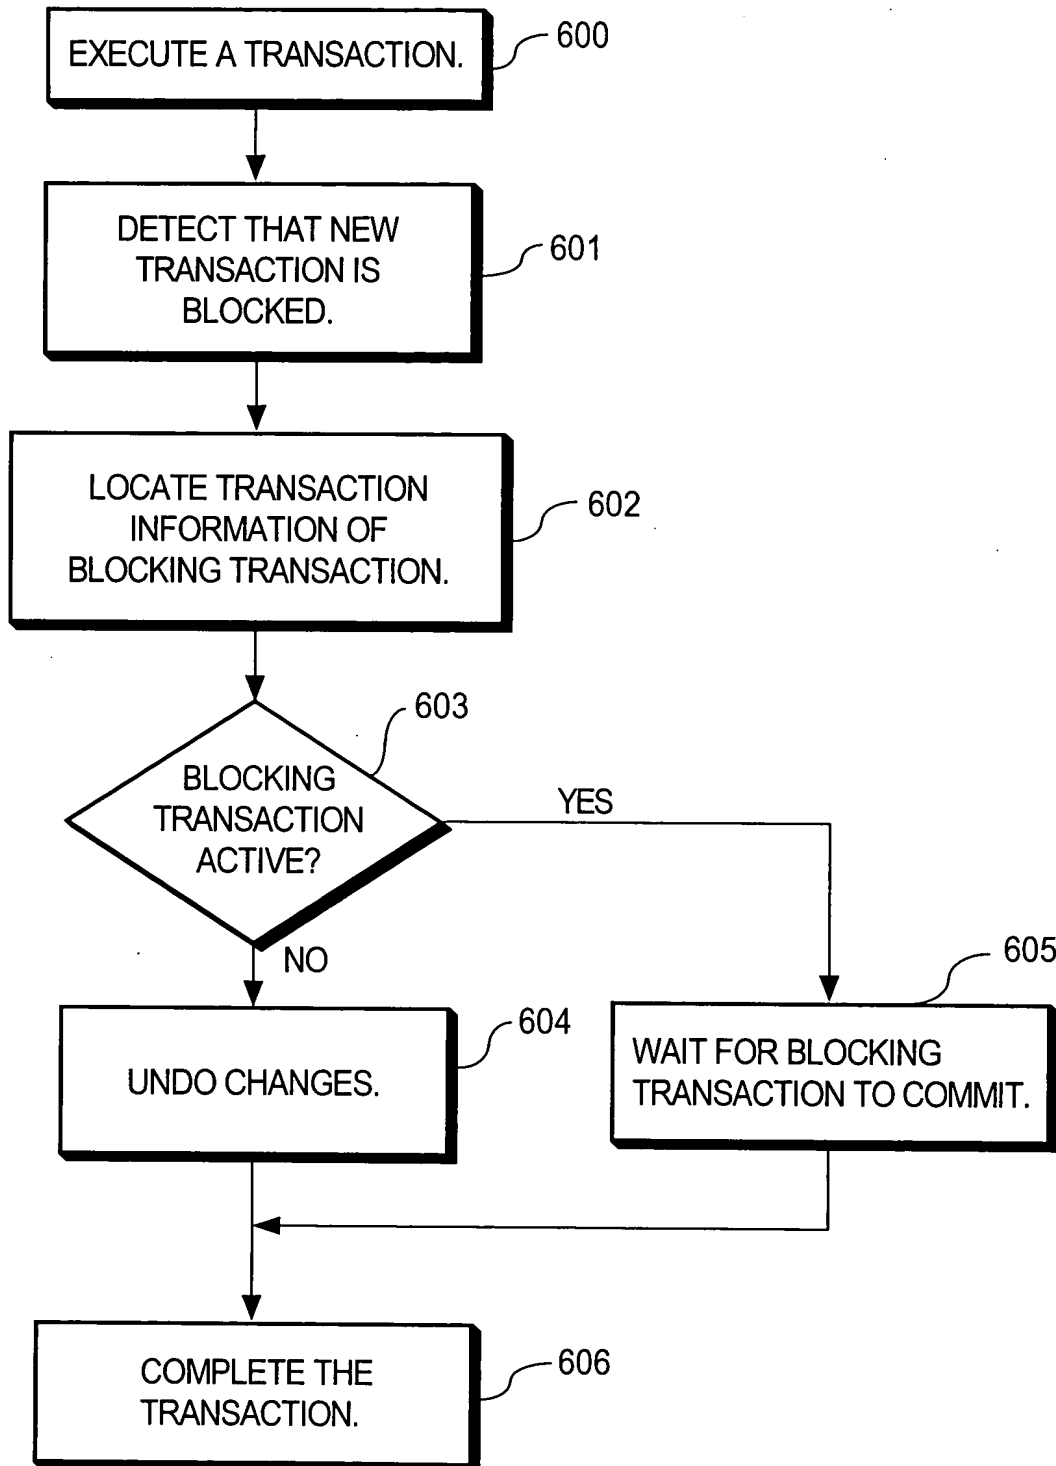 EXECUTE A TRANSACTION.
600
DETECT THAT NEW
TRANSACTION IS
BLOCKED.
601
LOCATE TRANSACTION
INFORMATION OF
BLOCKING TRANSACTION.
602
603
BLOCKING
TRANSACTION
ACTIVE?
YES
NO
604
UNDO CHANGES.
605
WAIT FOR BLOCKING
TRANSACTION TO COMMIT.
COMPLETE THE
TRANSACTION.
606